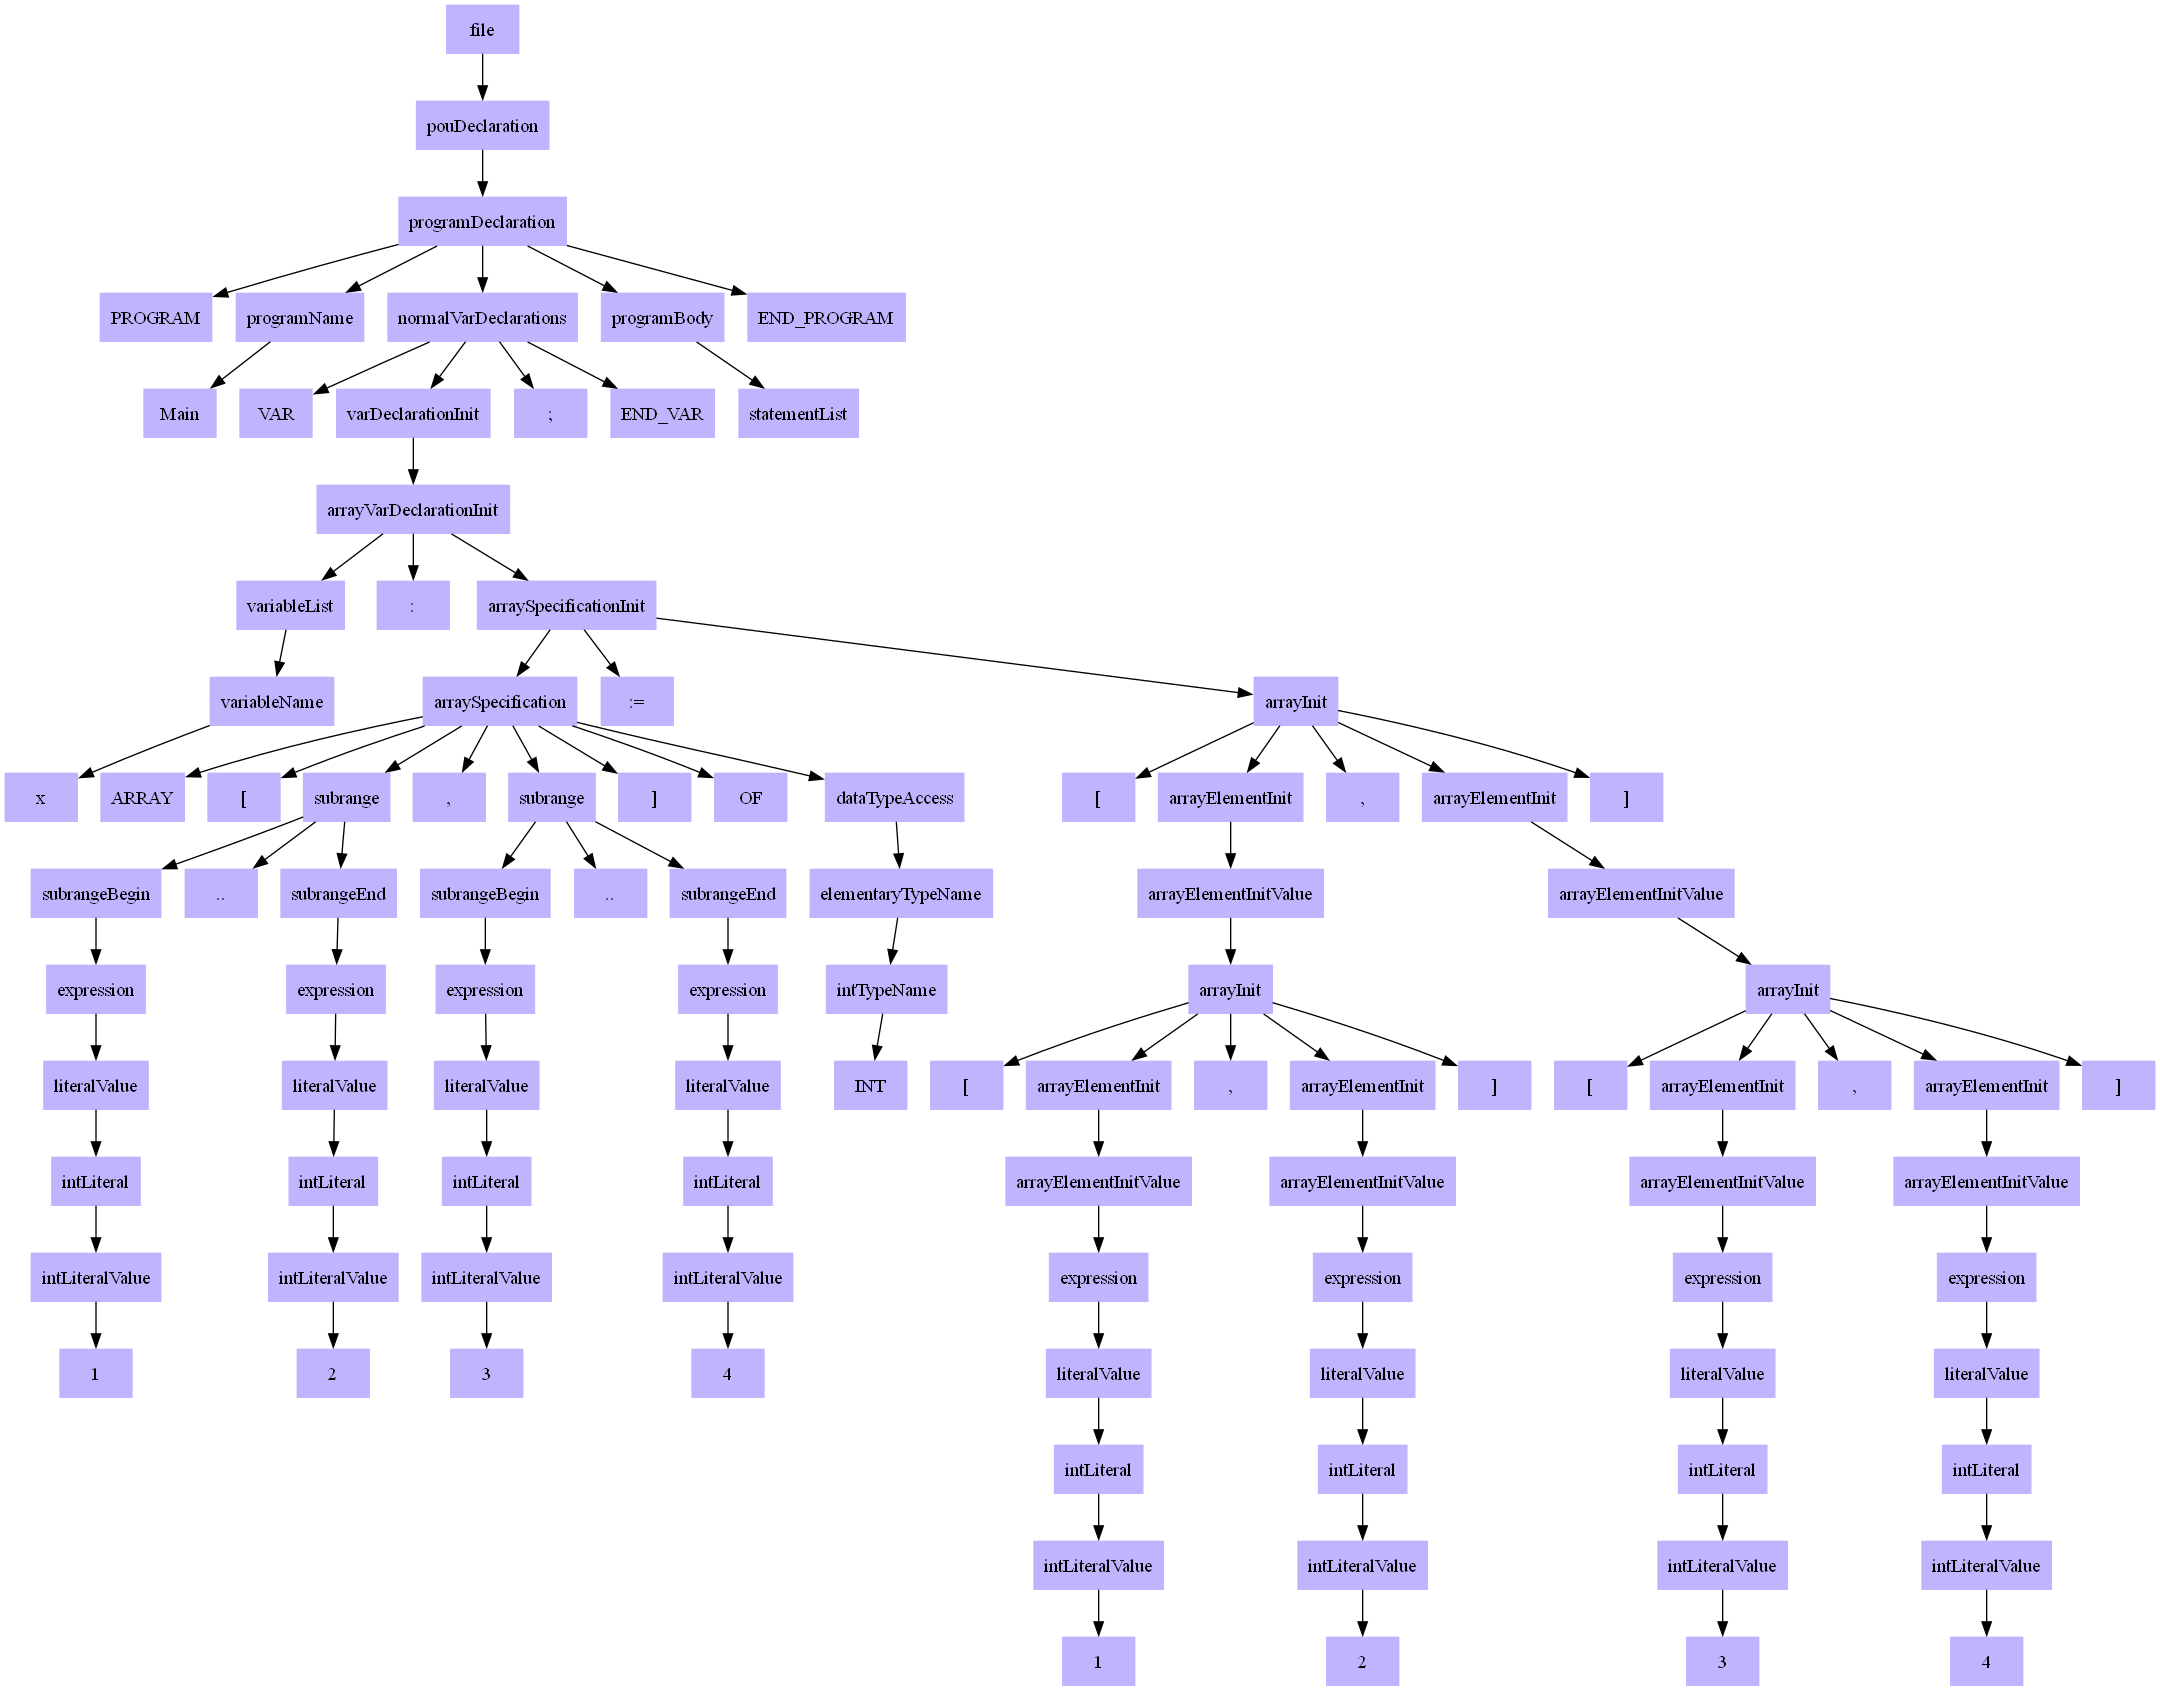 file
pouDeclaration
programDeclaration
PROGRAM programName normalVarDeclarations programBody END_PROGRAM
Main VAR varDeclarationInit ; END_VAR statementList
arrayVarDeclarationInit
variableList : arraySpecificationInit
variableName arraySpecification := arrayInit
x ARRAY [ subrange , subrange ] OF dataTypeAccess [ arrayElementInit , arrayElementInit ]
subrangeBegin .. subrangeEnd subrangeBegin .. subrangeEnd elementaryTypeName arrayElementInitValue arrayElementInitValue
expression expression expression expression intTypeName arrayInit arrayInit
literalValue literalValue literalValue literalValue INT [ arrayElementInit , arrayElementInit ] [ arrayElementInit , arrayElementInit ]
intLiteral intLiteral intLiteral intLiteral arrayElementInitValue arrayElementInitValue arrayElementInitValue arrayElementInitValue
intLiteralValue intLiteralValue intLiteralValue intLiteralValue expression expression expression expression
1 2 3 4 literalValue literalValue literalValue literalValue
intLiteral intLiteral intLiteral intLiteral
intLiteralValue intLiteralValue intLiteralValue intLiteralValue
1 2 3 4